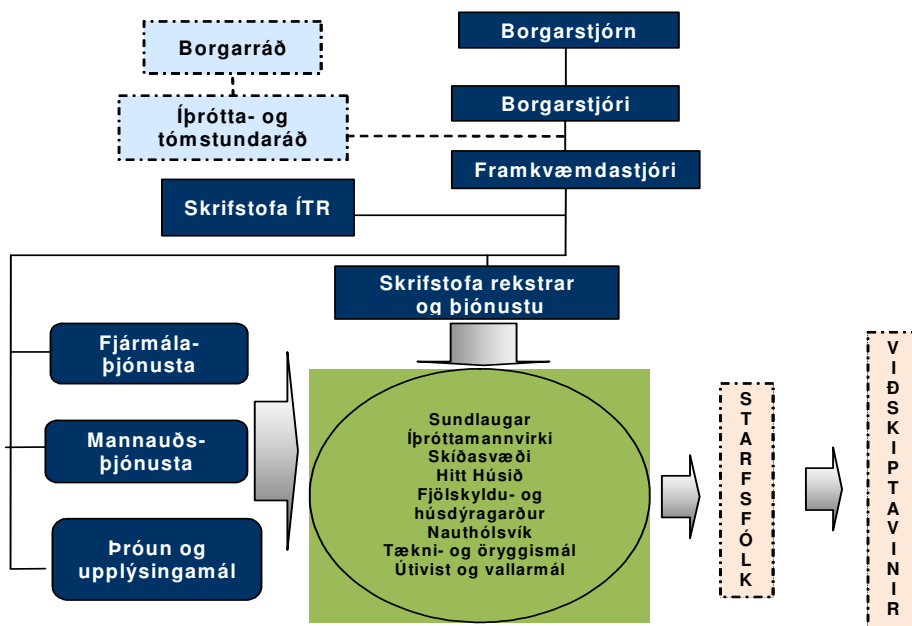 Borgarstjórn
Borgarráð
Borgarstjóri
Íþrótta- og
tómstundaráð
Framkvæmdastjóri
Skrifstofa ÍTR
Skrifstofa rekstrar
og þjónustu
Fjármála-
þjónusta
Mannauðs-
þjónusta
Þróun og
upplýsingamál
Sundlaugar
Íþróttamannvirki
Skíðasvæði
Hitt Húsið
Fjölskyldu- og
húsdýragarður
Nauthólsvík
Tækni- og öryggismál
Útivist og vallarmál
STARFSFÓLK
VIÐSKIPTAVINIR